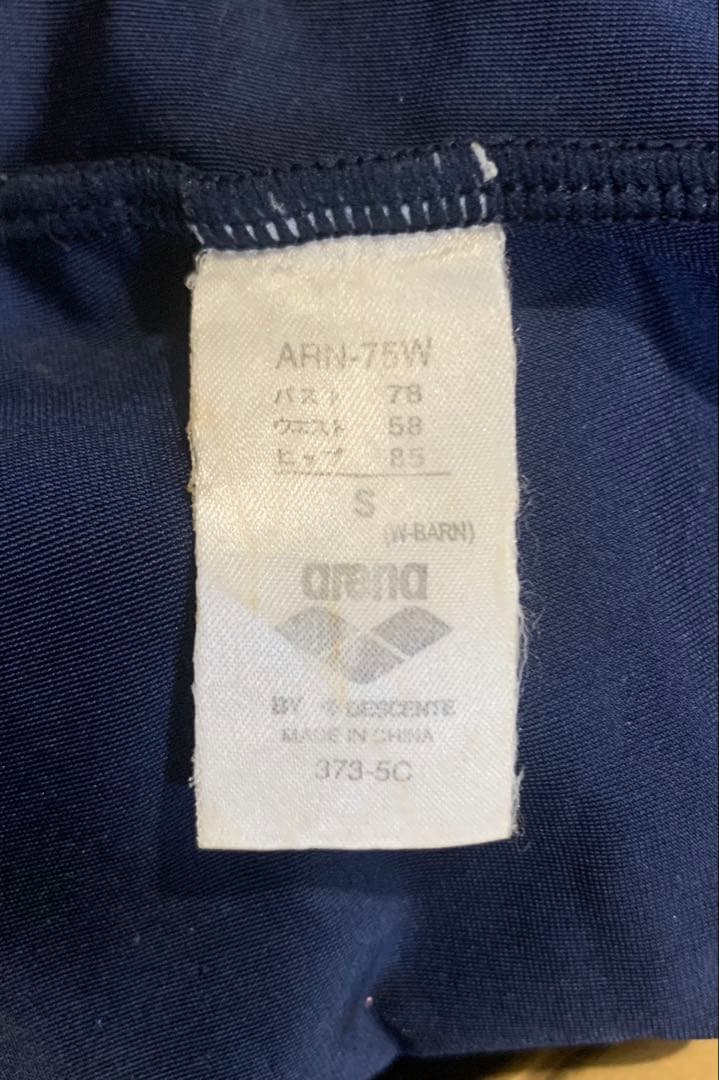 ARN-75W
バスト 78
ウエスト 58
ヒップ 85
S
(W-BARN)
arena
BY DESCENTE
MADE IN CHINA
373-5C